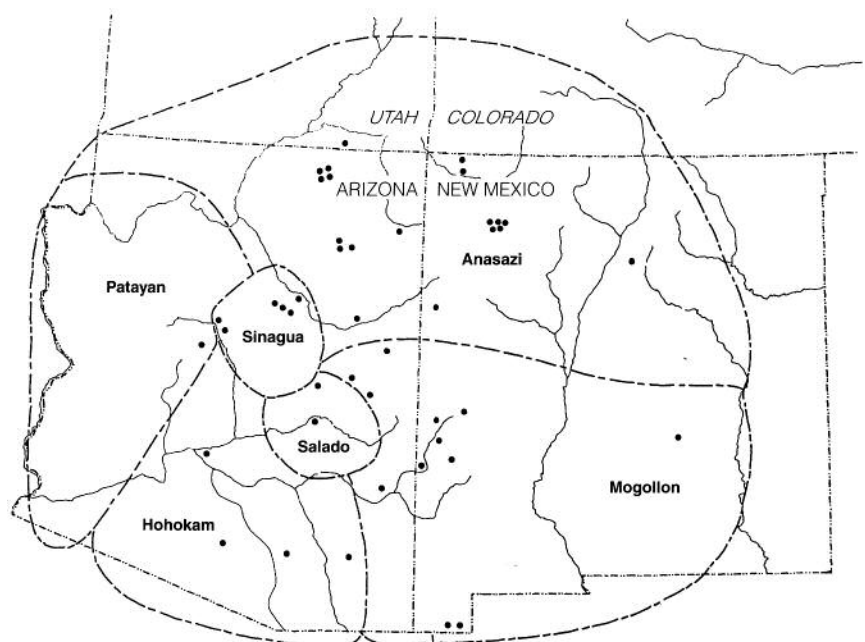 UTAH COLORADO
ARIZONA NEW MEXICO
Anasazi
Patayan
Sinagua
Salado
Mogollon
Hohokam